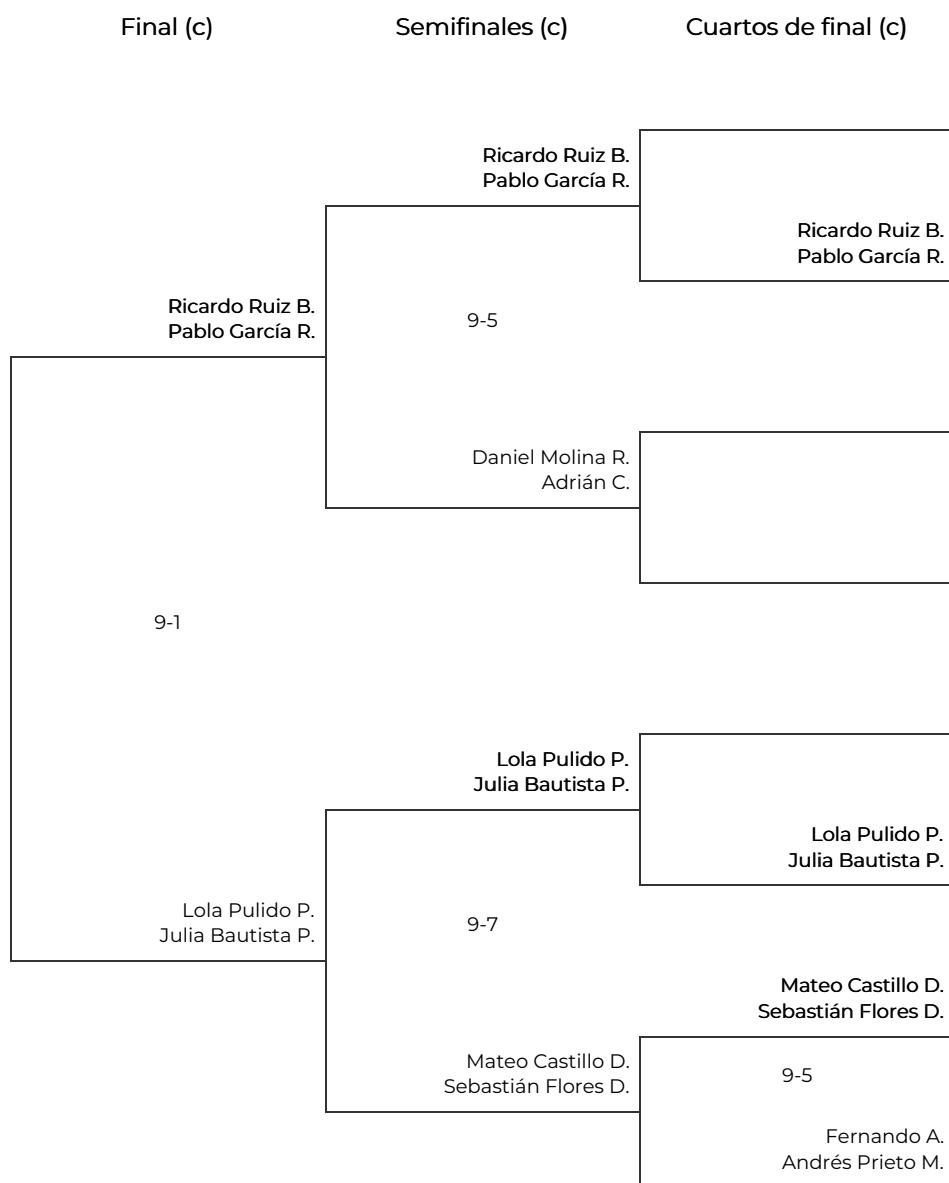 Final (c)
Semifinales (c)
Cuartos de final (c)
Ricardo Ruiz B.
Pablo García R.
Ricardo Ruiz B.
Pablo García R.
Ricardo Ruiz B.
Pablo García R.
9-5
Daniel Molina R.
Adrián C.
9-1
Lola Pulido P.
Julia Bautista P.
Lola Pulido P.
Julia Bautista P.
Lola Pulido P.
Julia Bautista P.
9-7
Mateo Castillo D.
Sebastián Flores D.
Mateo Castillo D.
Sebastián Flores D.
9-5
Fernando A.
Andrés Prieto M.